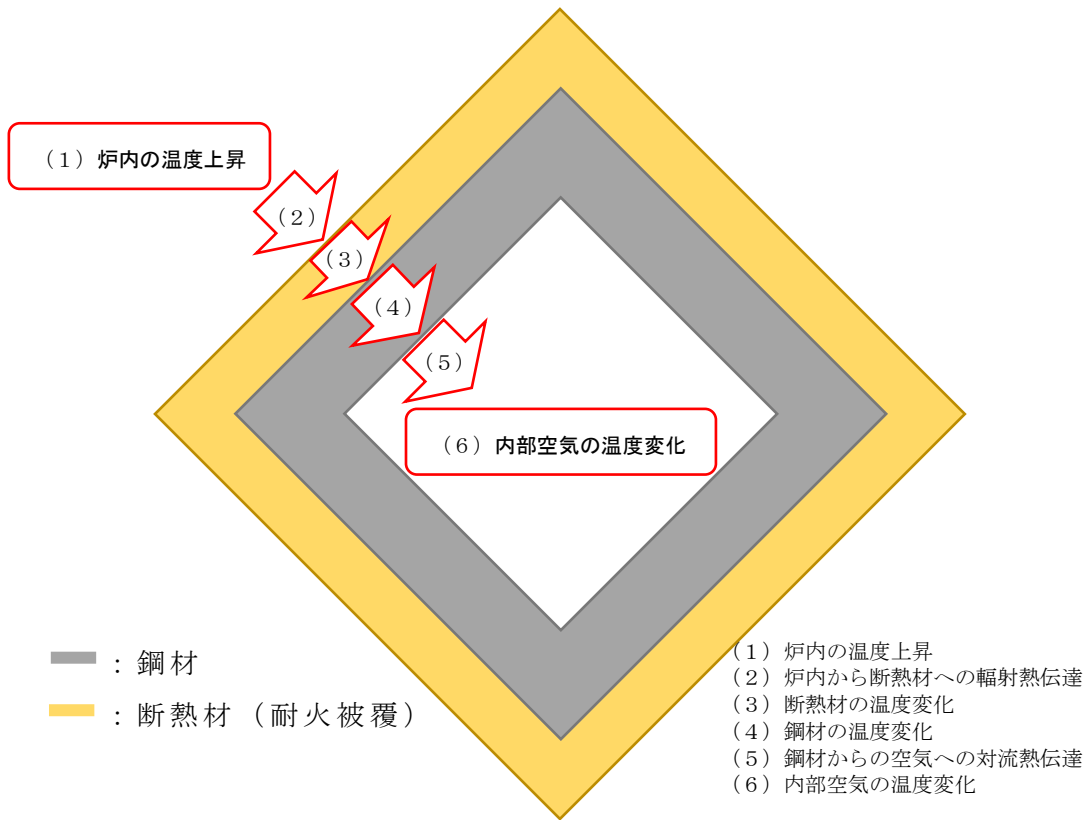 （１）炉内の温度上昇
（２）
（３）
（４）
（５）
（６）内部空気の温度変化
：鋼材
：断熱材（耐火被覆）
（１）炉内の温度上昇
（２）炉内から断熱材への輻射熱伝達
（３）断熱材の温度変化
（４）鋼材の温度変化
（５）鋼材からの空気への対流熱伝達
（６）内部空気の温度変化